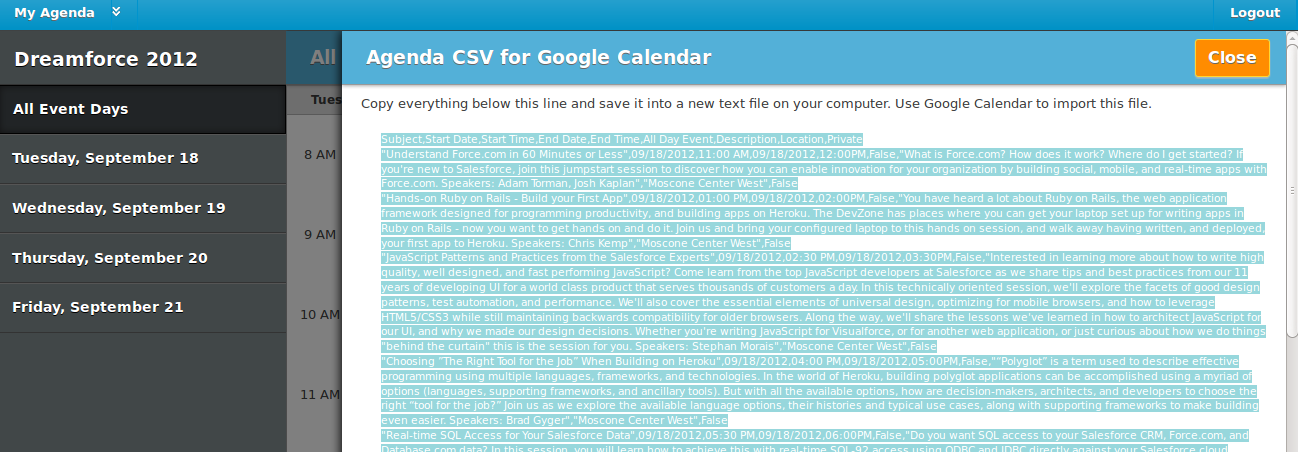 My Agenda
Logout
Dreamforce 2012
All Event Days
Tuesday, September 18
Wednesday, September 19
Thursday, September 20
Friday, September 21
All
Tues
8 AM
9 AM
10 AM
11 AM
Agenda CSV for Google Calendar
Close
Copy everything below this line and save it into a new text file on your computer. Use Google Calendar to import this file.
Subject,Start Date,Start Time,End Date,End Time,All Day Event,Description,Location,Private
"Understand Force.com in 60 Minutes or Less",09/18/2012,11:00 AM,09/18/2012,12:00PM,False,"What is Force.com? How does it work? Where do I get started? If
you're new to Salesforce, join this jumpstart session to discover how you can enable innovation for your organization by building social, mobile, and real-time apps with
Force.com. Speakers: Adam Torman, Josh Kaplan","Moscone Center West",False
"Hands-on Ruby on Rails - Build your First App",09/18/2012,01:00 PM,09/18/2012,02:00PM,False,"You have heard a lot about Ruby on Rails, the web application
framework designed for programming productivity, and building apps on Heroku. The DevZone has places where you can get your laptop set up for writing apps in
Ruby on Rails - now you want to get hands on and do it. Join us and bring your configured laptop to this hands on session, and walk away having written, and deployed,
your first app to Heroku. Speakers: Chris Kemp","Moscone Center West",False
"JavaScript Patterns and Practices from the Salesforce Experts",09/18/2012,02:30 PM,09/18/2012,03:30PM,False,"Interested in learning more about how to write high
quality, well designed, and fast performing JavaScript? Come learn from the top JavaScript developers at Salesforce as we share tips and best practices from our 11
years of developing UI for a world class product that serves thousands of customers a day. In this technically oriented session, we'll explore the facets of good design
patterns, test automation, and performance. We'll also cover the essential elements of universal design, optimizing for mobile browsers, and how to leverage
HTML5/CSS3 while still maintaining backwards compatibility for older browsers. Along the way, we'll share the lessons we've learned in how to architect JavaScript for
our UI, and why we made our design decisions. Whether you're writing JavaScript for Visualforce, or for another web application, or just curious about how we do things
"behind the curtain" this is the session for you. Speakers: Stephan Morais","Moscone Center West",False
"Choosing "The Right Tool for the Job" When Building on Heroku",09/18/2012,04:00 PM,09/18/2012,05:00PM,False,""Polyglot" is a term used to describe effective
programming using multiple languages, frameworks, and technologies. In the world of Heroku, building polyglot applications can be accomplished using a myriad of
options (languages, supporting frameworks, and ancillary tools). But with all the available options, how are decision-makers, architects, and developers to choose the
right "tool for the job?" Join us as we explore the available language options, their histories and typical use cases, along with supporting frameworks to make building
even easier. Speakers: Brad Gyger","Moscone Center West",False
"Real-time SQL Access for Your Salesforce Data",09/18/2012,05:30 PM,09/18/2012,06:00PM,False,"Do you want SQL access to your Salesforce CRM, Force.com, and
Database.com data? In this session, you will learn how to achieve this with real-time SQL-92 access using ODBC and JDBC directly against your Salesforce cloud